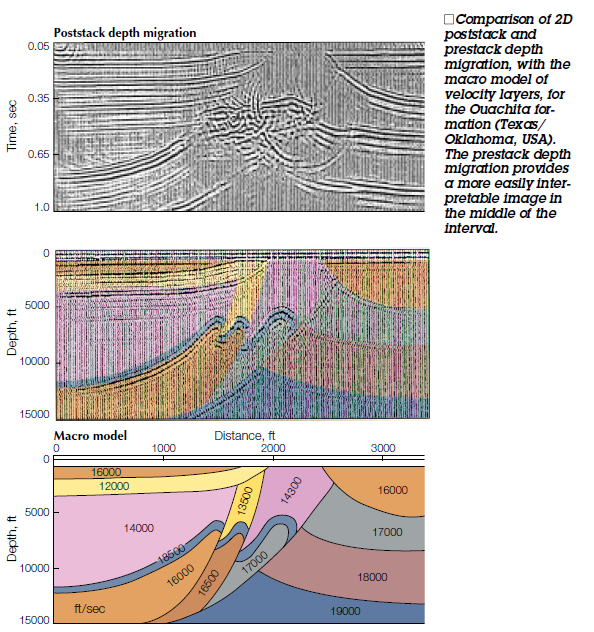 Poststack depth migration
0.05
0.35
0.65
1.0
Time, sec
□Comparison of 2D
poststack and
prestack depth
migration, with the
macro model of
velocity layers, for
the Ouachita for-
mation (Texas/
Oklahoma, USA).
The prestack depth
migration provides
a more easily inter-
pretable image in
the middle of the
interval.
0
5000
10000
15000
Depth, ft
Macro model
Distance, ft
0 1000 2000 3000
0
5000
10000
15000
Depth, ft
16000
12000
14000
18500
16000
16500
13500
14300
17000
16000
17000
18000
19000
ft/sec